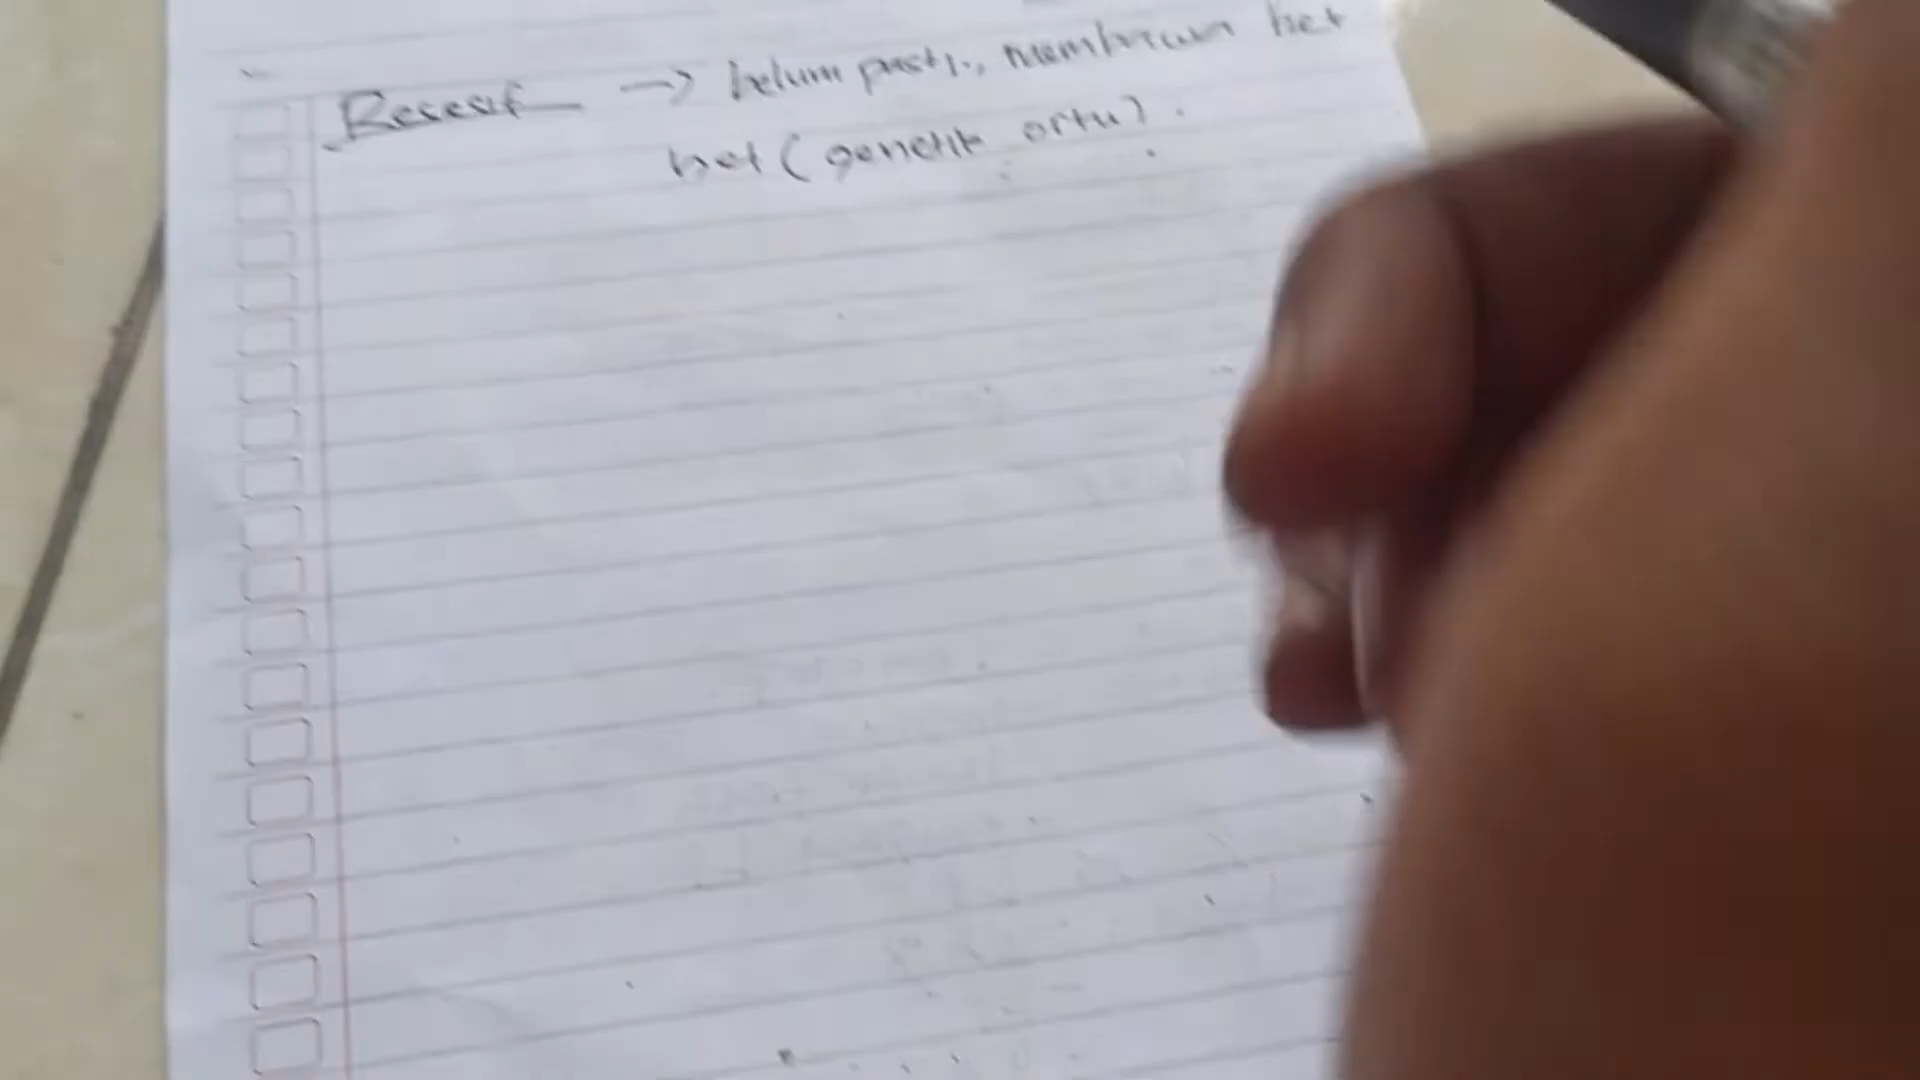 Resesif → belum pasti, membawa het
het (genetik ortu).